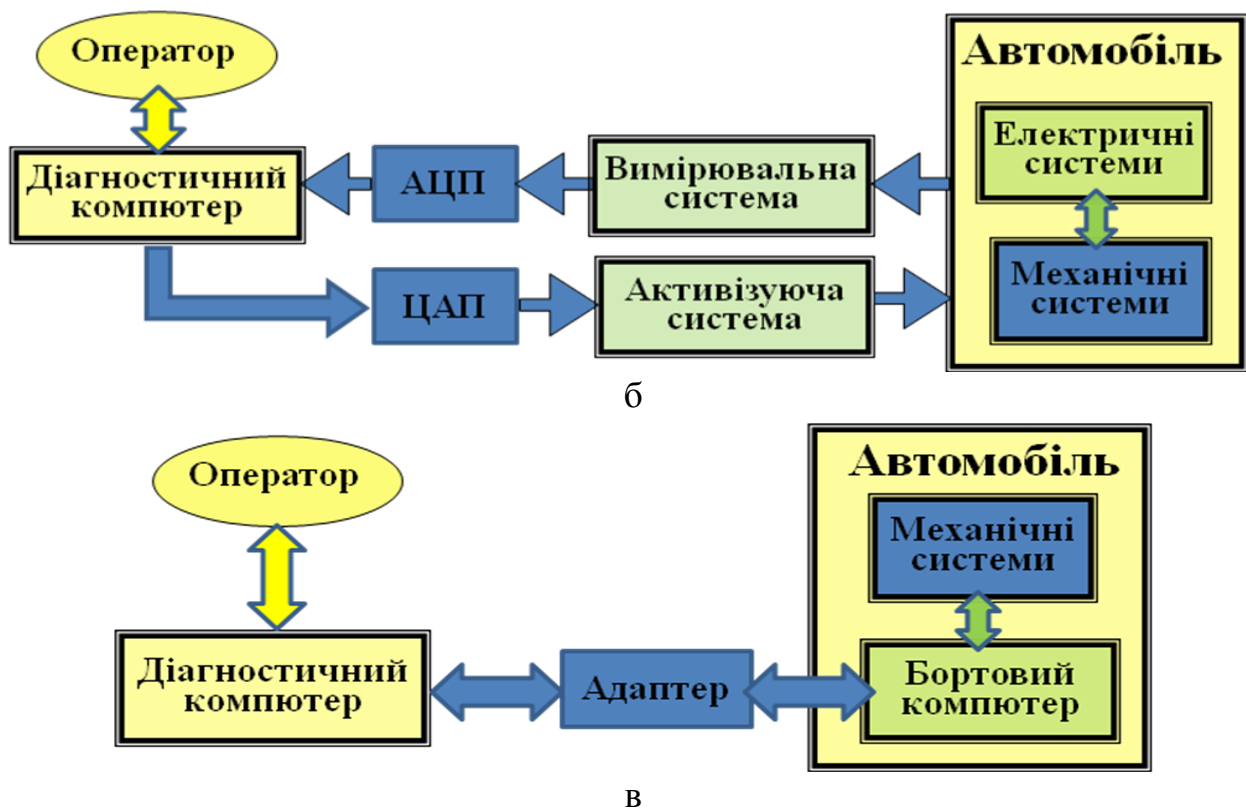 Оператор
Автомобіль
Електричні
системи
Діагностичний
компютер
АЦП
Вимірювальна
система
Механічні
системи
ЦАП
Активізуюча
система
б
Оператор
Автомобіль
Механічні
системи
Діагностичний
компютер
Адаптер
Бортовий
компютер
в